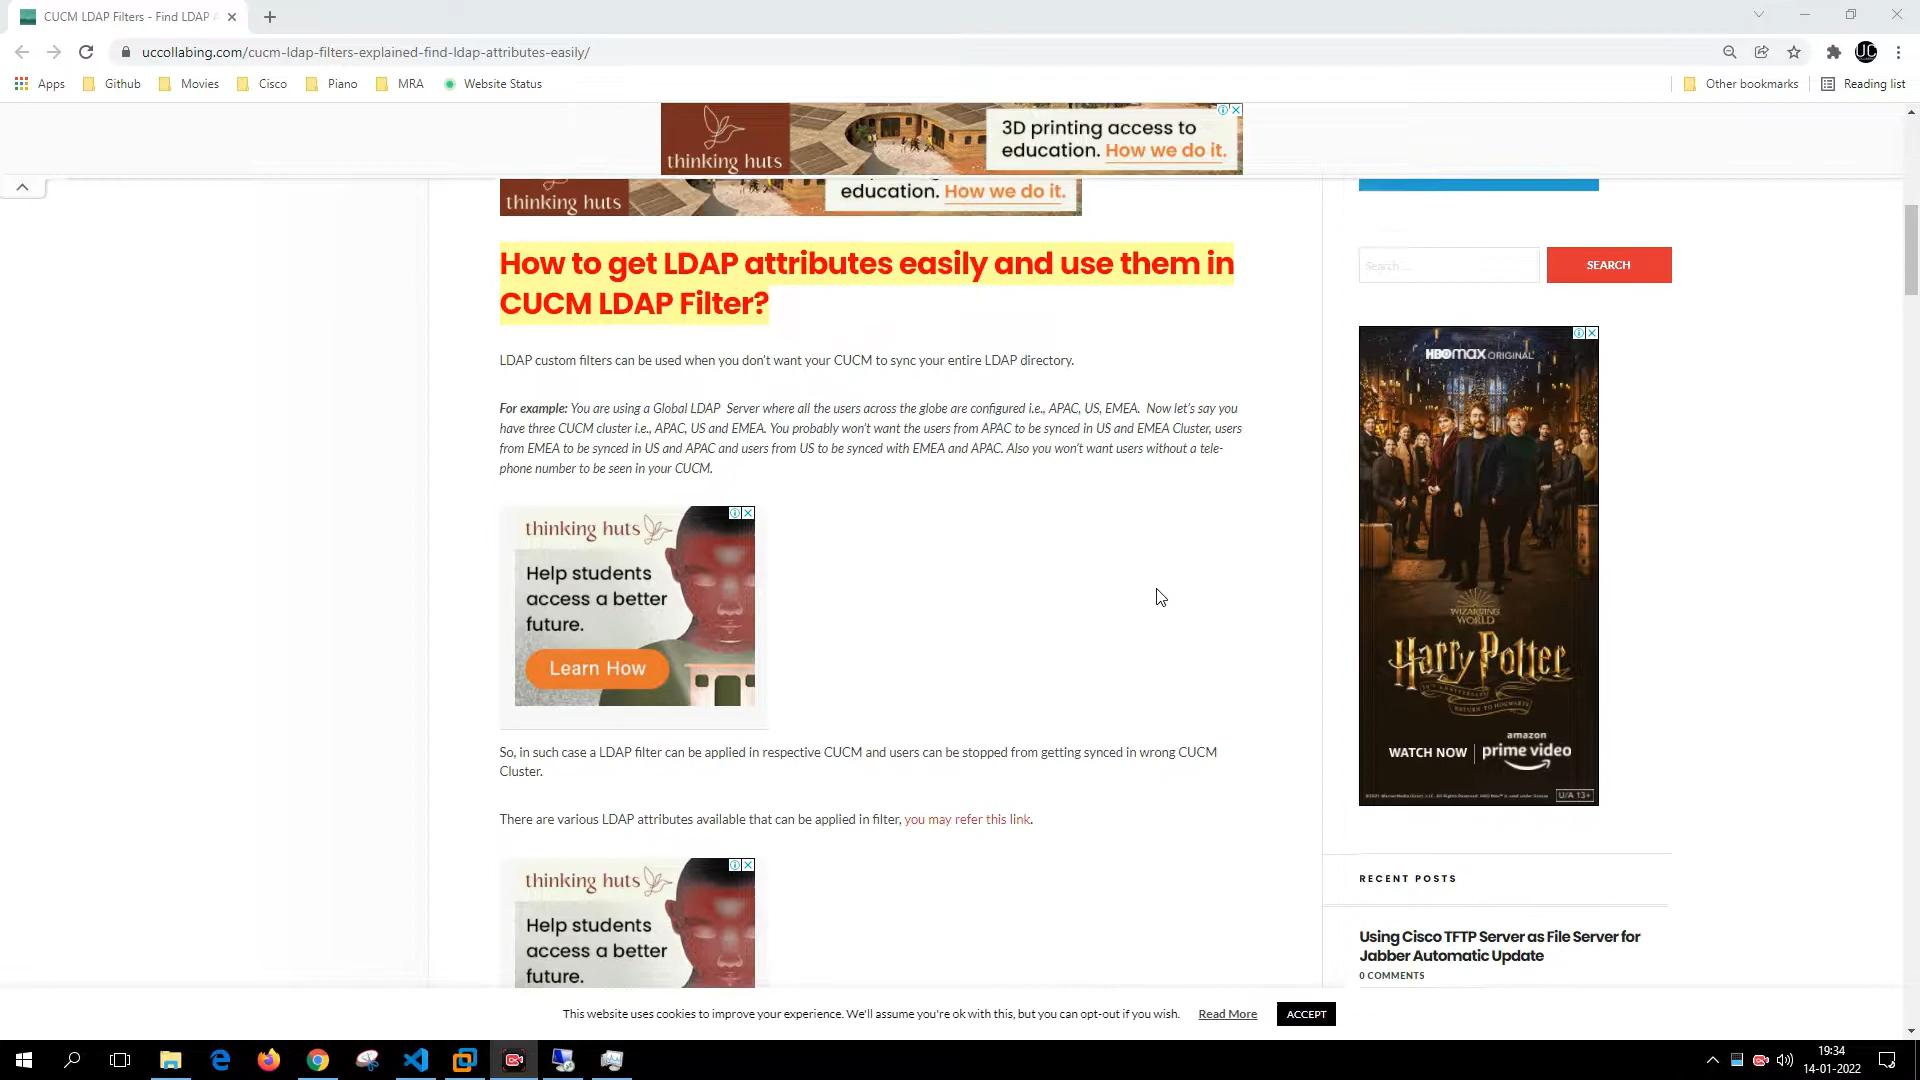 CUCM LDAP Filters - Find LDAP A
uccollabing.com/cucm-ldap-filters-explained-find-ldap-attributes-easily/
UC
Apps
Github
Movies
Cisco
Piano
MRA
Website Status
Other bookmarks
Reading list
thinking huts
3D printing access to
education. How we do it.
thinking huts
education. How we do it.
How to get LDAP attributes easily and use them in
CUCM LDAP Filter?
LDAP custom filters can be used when you don't want your CUCM to sync your entire LDAP directory.
For example: You are using a Global LDAP Server where all the users across the globe are configured i.e., APAC, US, EMEA. Now let's say you
have three CUCM cluster i.e., APAC, US and EMEA. You probably won't want the users from APAC to be synced in US and EMEA Cluster, users
from EMEA to be synced in US and APAC and users from US to be synced with EMEA and APAC. Also you won't want users without a tele-
phone number to be seen in your CUCM.
thinking huts
Help students
access a better
future.
Learn How
So, in such case a LDAP filter can be applied in respective CUCM and users can be stopped from getting synced in wrong CUCM
Cluster.
There are various LDAP attributes available that can be applied in filter, you may refer this link.
thinking huts
Help students
access a better
future.
Search …
SEARCH
HBOMAX ORIGINAL
WIZARDING
WORLD
Harry Potter
20TH ANNIVERSARY
RETURN TO HOGWARTS
WATCH NOW
amazon
prime video
U/A 13+
RECENT POSTS
Using Cisco TFTP Server as File Server for
Jabber Automatic Update
0 COMMENTS
This website uses cookies to improve your experience. We'll assume you're ok with this, but you can opt-out if you wish.
Read More
ACCEPT
19:34
14-01-2022